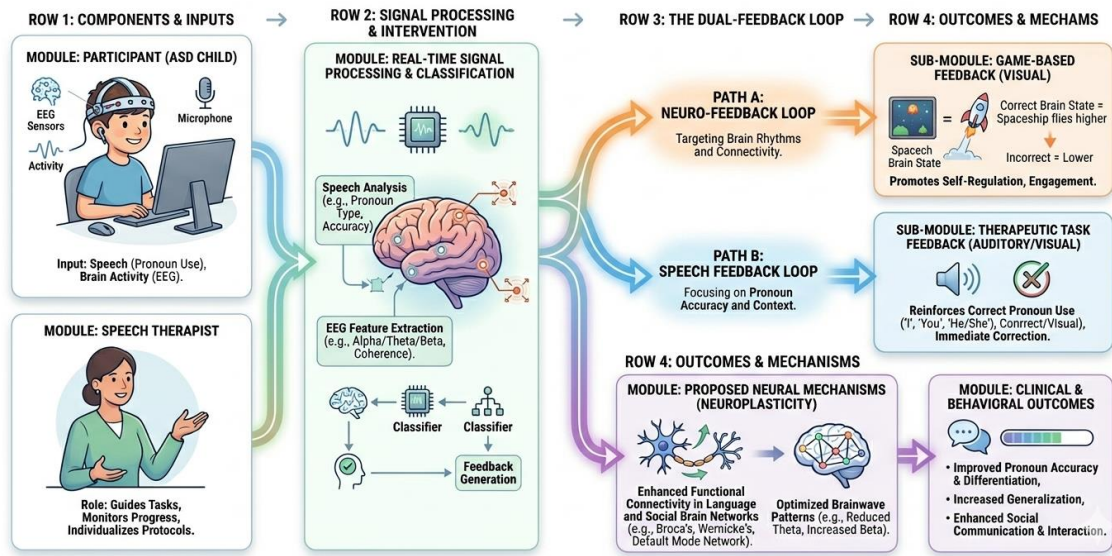 ROW 1: COMPONENTS & INPUTS
MODULE: PARTICIPANT (ASD CHILD)
EEG
Sensors
Activity
Microphone
Input: Speech (Pronoun Use),
Brain Activity (EEG).
MODULE: SPEECH THERAPIST
Role: Guides Tasks,
Monitors Progress,
Individualizes Protocols.
ROW 2: SIGNAL PROCESSING
& INTERVENTION
MODULE: REAL-TIME SIGNAL
PROCESSING & CLASSIFICATION
Speech Analysis
(e.g., Pronoun
Type,
Accuracy)
EEG Feature Extraction
(e.g., Alpha/Theta/Beta,
Coherence).
Classifier
Classifier
Feedback
Generation
ROW 3: THE DUAL-FEEDBACK LOOP
PATH A:
NEURO-FEEDBACK LOOP
Targeting Brain Rhythms
and Connectivity.
PATH B:
SPEECH FEEDBACK LOOP
Focusing on Pronoun
Accuracy and Context.
ROW 4: OUTCOMES & MECHAMS
SUB-MODULE: GAME-BASED
FEEDBACK (VISUAL)
=
Correct Brain State =
Spaceship flies higher
Incorrect = Lower
Spacech
Brain State
Promotes Self-Regulation, Engagement.
SUB-MODULE: THERAPEUTIC TASK
FEEDBACK (AUDITORY/VISUAL)
Reinforces Correct Pronoun Use
('I', 'You', 'He/She'), Conrrect/Visual),
Immediate Correction.
ROW 4: OUTCOMES & MECHANISMS
MODULE: PROPOSED NEURAL MECHANISMS
(NEUROPLASTICITY)
Enhanced Functional
Connectivity in Language
and Social Brain Networks
(e.g., Broca's, Wernicke's,
Default Mode Network).
Optimized Brainwave
Patterns (e.g., Reduced
Theta, Increased Beta).
MODULE: CLINICAL &
BEHAVIORAL OUTCOMES
• Improved Pronoun Accuracy
& Differentiation,
• Increased Generalization,
• Enhanced Social
Communication & Interaction.